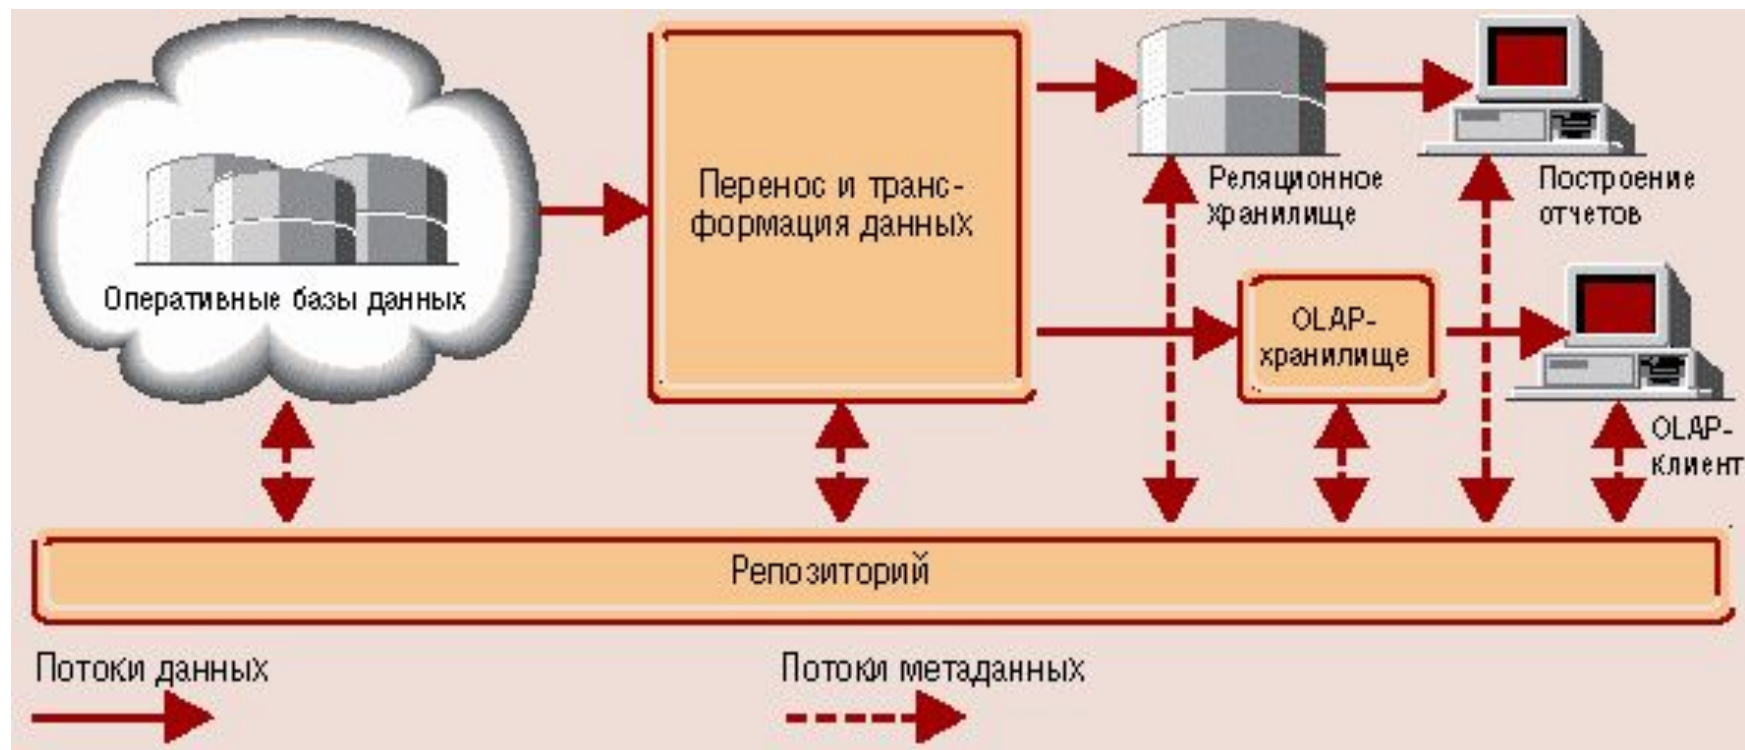 Оперативные базы данных
Перенос и транс-
формация данных
Реляционное
хранилище
Построение
отчетов
OLAP-
хранилище
OLAP-
клиент
Репозиторий
Потоки данных
Потоки метаданных